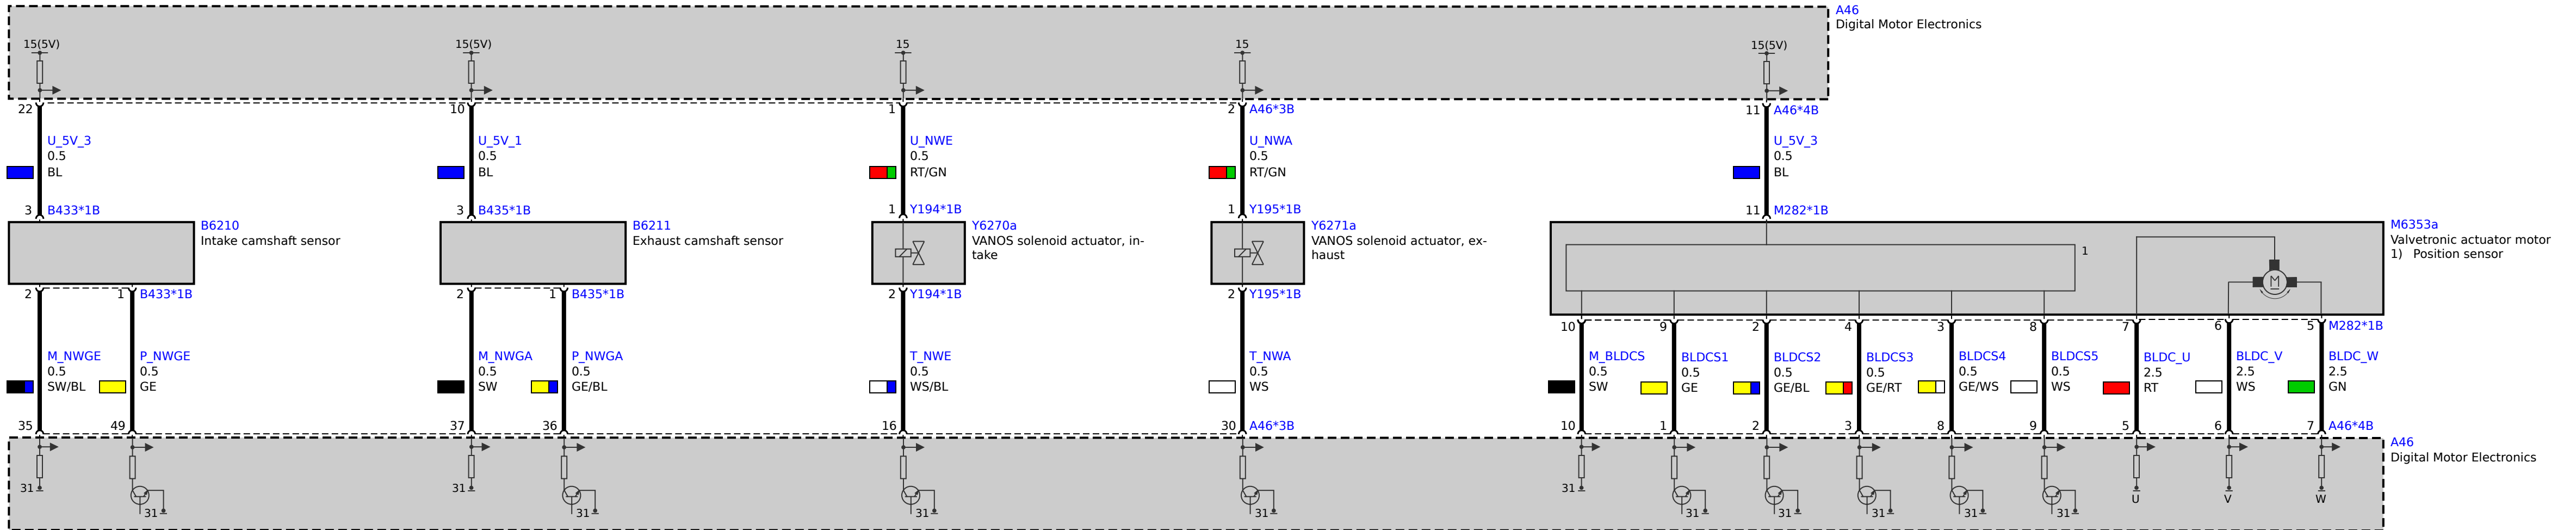 A46
Digital Motor Electronics
15(5V) 15(5V) 15 15 15(5V)
22 10 1 2 A46*3B 11 A46*4B
U_5V_3 U_5V_1 U_NWE U_NWA U_5V_3
0.5 0.5 0.5 0.5 0.5
BL BL RT/GN RT/GN BL
3 B433*1B 3 B435*1B 1 Y194*1B 1 Y195*1B 11 M282*1B
B6210
Intake camshaft sensor
B6211
Exhaust camshaft sensor
Y6270a
VANOS solenoid actuator, in-
take
Y6271a
VANOS solenoid actuator, ex-
haust
1
M
M6353a
Valvetronic actuator motor
1) Position sensor
2 1 B433*1B 2 1 B435*1B 2 Y194*1B 2 Y195*1B
10 9 2 4 3 8 7 6 5 M282*1B
M_NWGE P_NWGE M_NWGA P_NWGA T_NWE T_NWA M_BLDCS BLDCS1 BLDCS2 BLDCS3 BLDCS4 BLDCS5 BLDC_U BLDC_V BLDC_W
0.5 0.5 0.5 0.5 0.5 0.5 0.5 0.5 0.5 0.5 0.5 0.5 2.5 2.5 2.5
SW/BL GE SW GE/BL WS/BL WS SW GE GE/BL GE/RT GE/WS WS RT WS GN
35 49 37 36 16 30 A46*3B 10 1 2 3 8 9 5 6 7 A46*4B
A46
Digital Motor Electronics
31 31 31 31 31 31 31 31 31 31 31 31 U V W